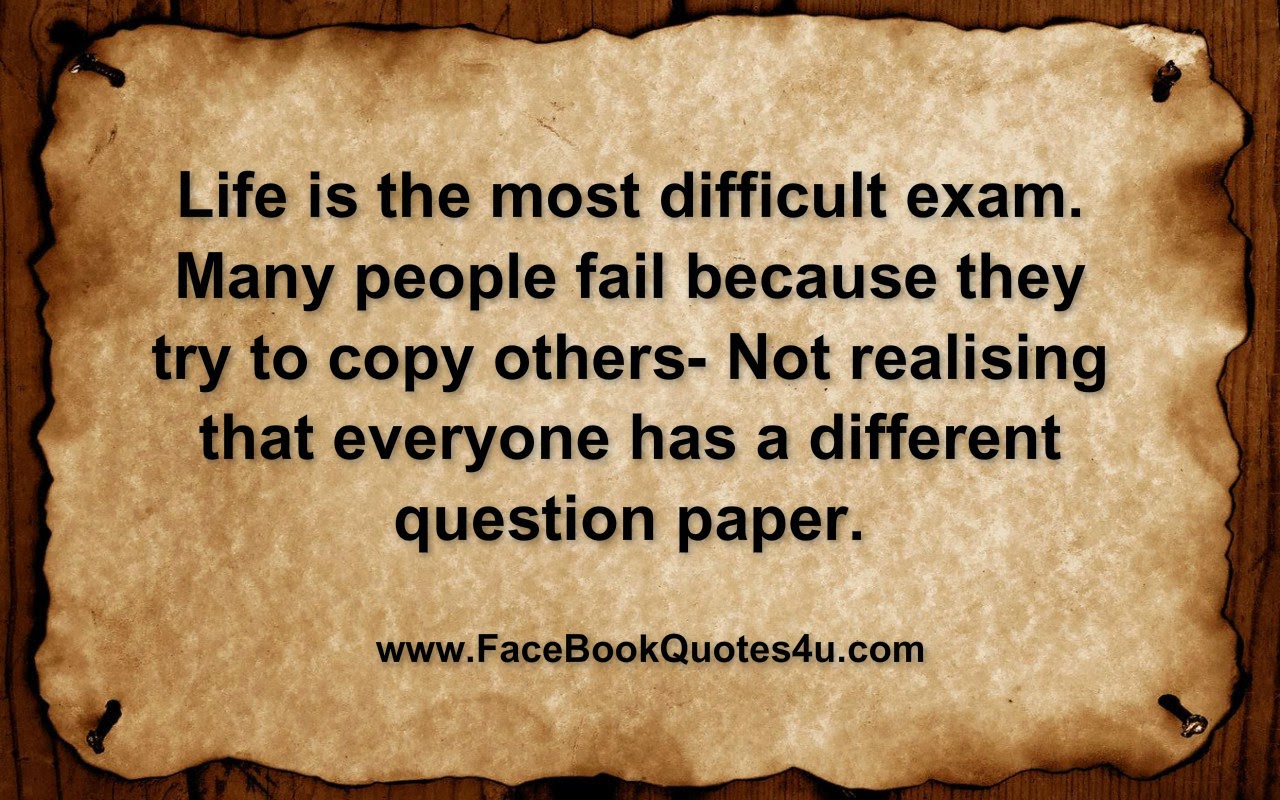 Life is the most difficult exam.
Many people fail because they
try to copy others- Not realising
that everyone has a different
question paper.
www.FaceBookQuotes4u.com